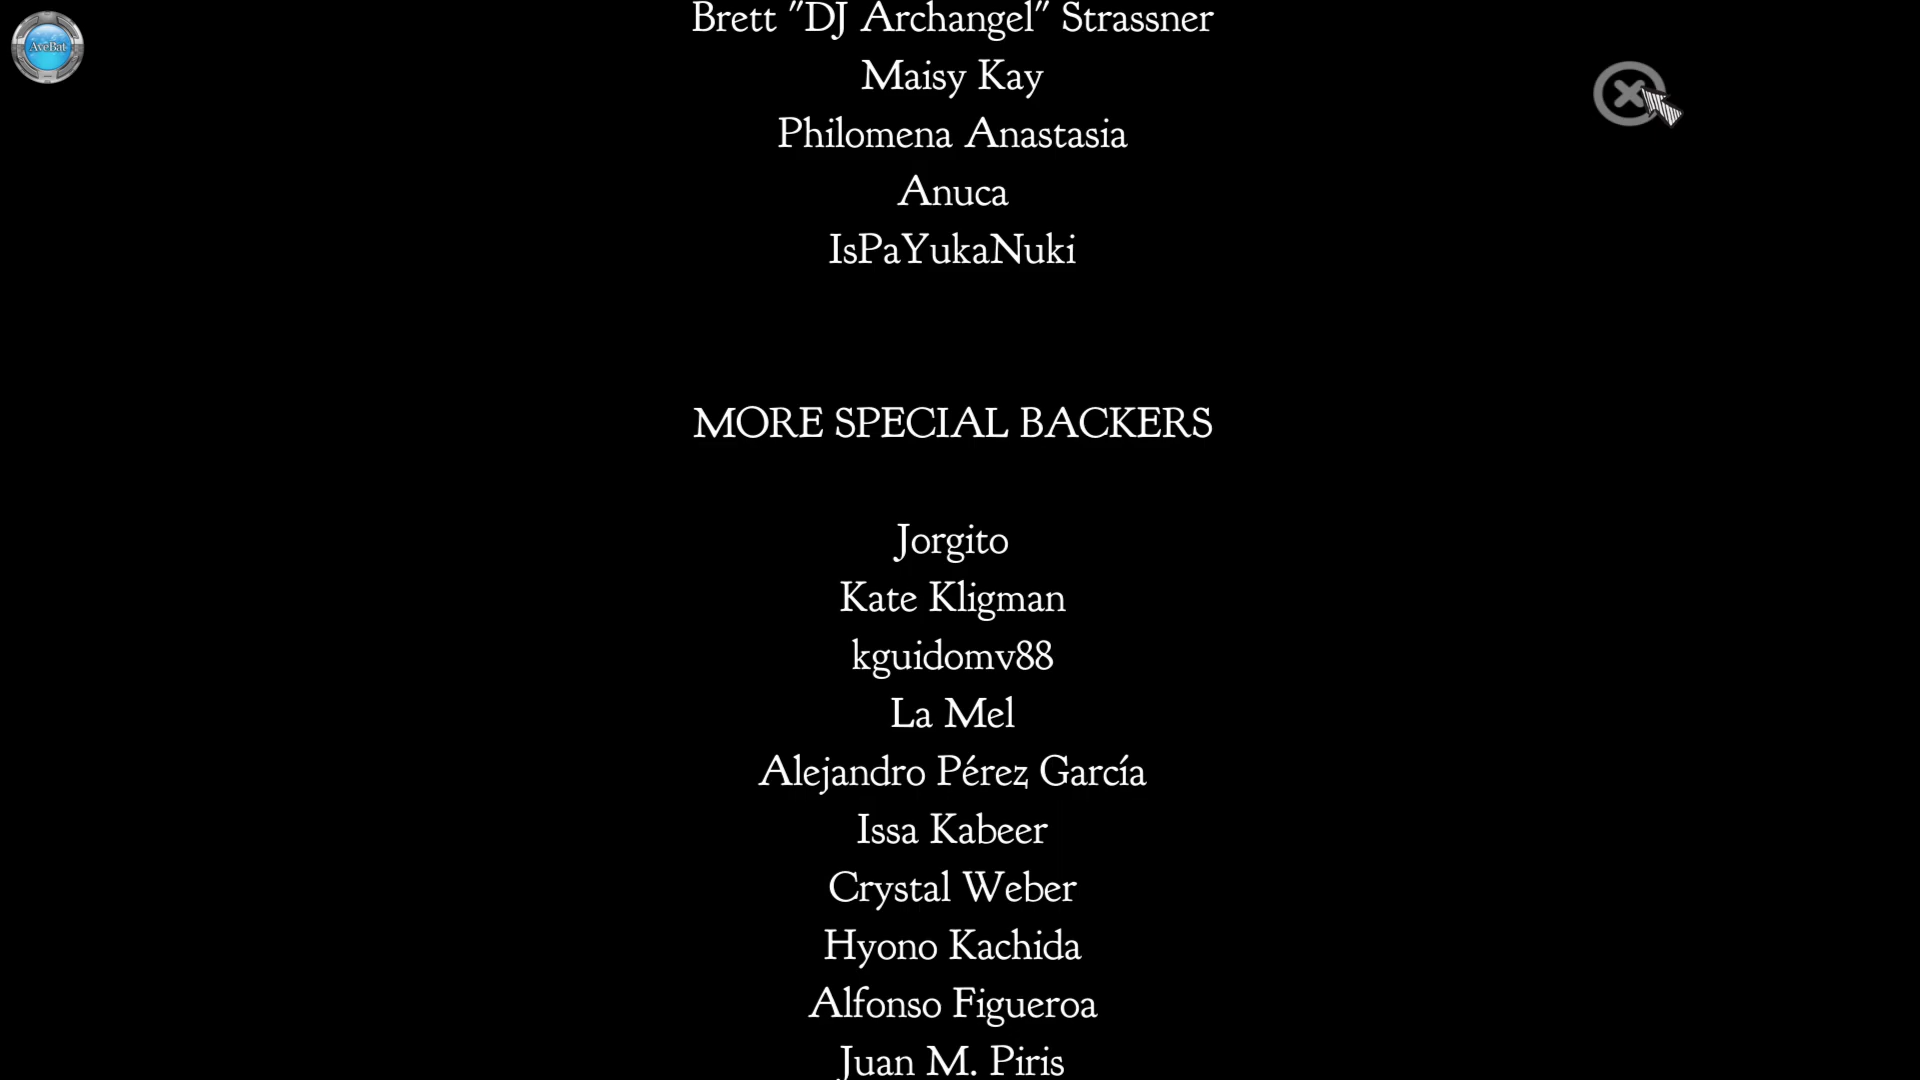 AveBat
Brett "DJ Archangel" Strassner
Maisy Kay
Philomena Anastasia
Anuca
IsPaYukaNuki
MORE SPECIAL BACKERS
Jorgito
Kate Kligman
kguidomv88
La Mel
Alejandro Pérez García
Issa Kabeer
Crystal Weber
Hyono Kachida
Alfonso Figueroa
Juan M. Piris